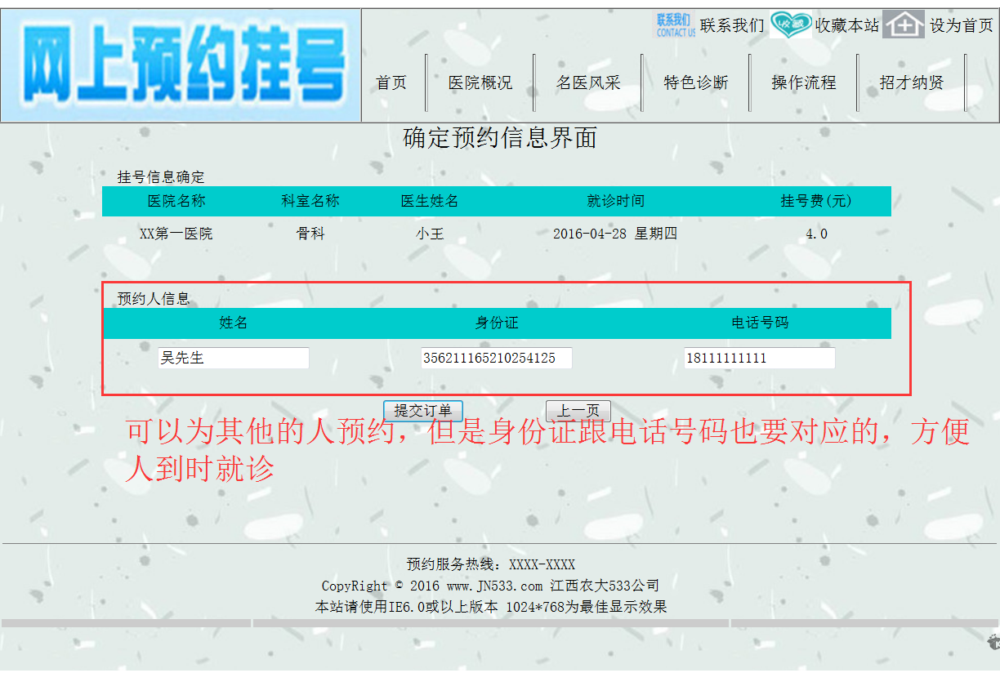 网上预约挂号
联系我们 CONTACT US 联系我们 收藏 收藏本站 设为首页
首页 医院概况 名医风采 特色诊断 操作流程 招才纳贤
确定预约信息界面
挂号信息确定
医院名称 科室名称 医生姓名 就诊时间 挂号费(元)
XX第一医院 骨科 小王 2016-04-28 星期四 4.0
预约人信息
姓名 身份证 电话号码
吴先生 356211165210254125 18111111111
提交订单 上一页
可以为其他的人预约，但是身份证跟电话号码也要对应的，方便
人到时就诊
预约服务热线：XXXX-XXXX
CopyRight © 2016 www.JN533.com 江西农大533公司
本站请使用IE6.0或以上版本 1024*768为最佳显示效果